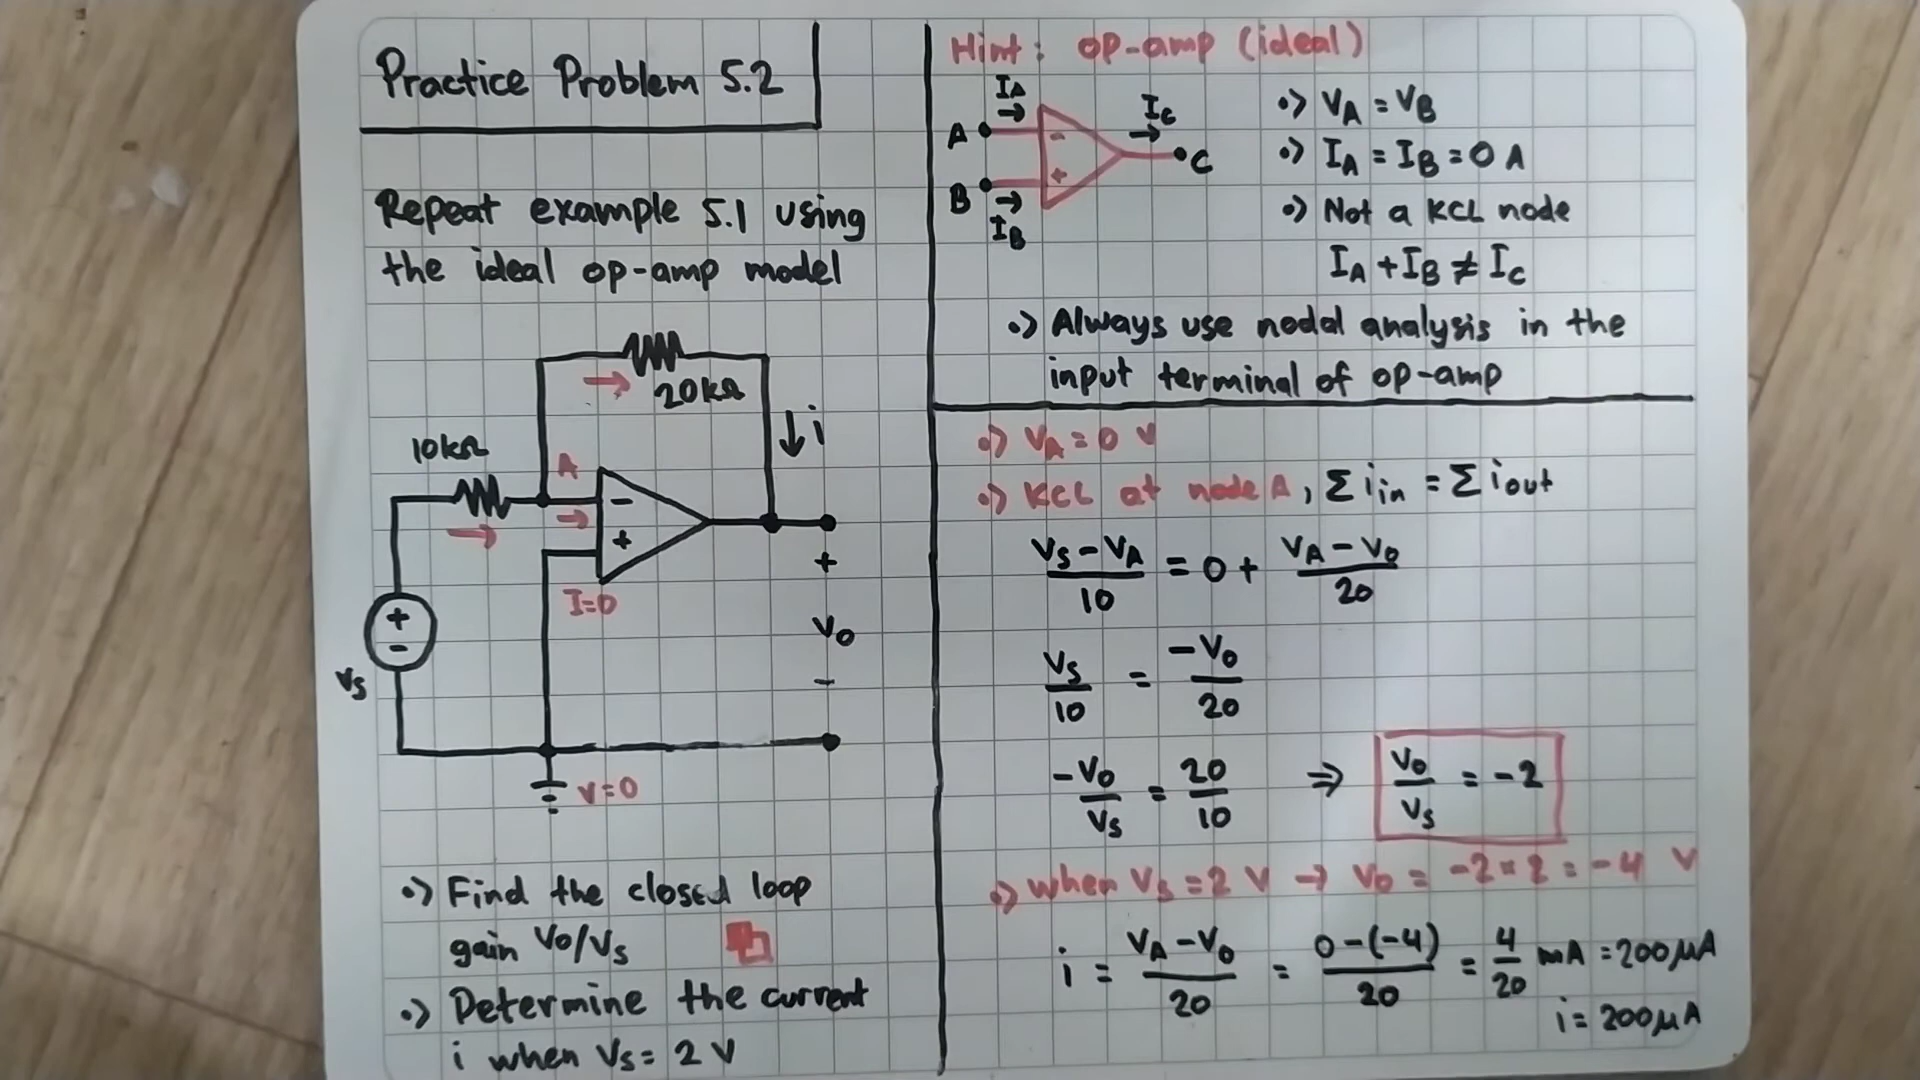 Practice Problem 5.2
Repeat example 5.1 using
the ideal op-amp model
20kΩ
i
10kΩ
A
-
+
I=0
+
Vo
-
+
-
Vs
V=0
•) Find the closed loop
gain Vo/Vs
•) Determine the current
i when Vs = 2 V
Hint: op-amp (ideal)
IA
A
-
Ic
C
B
+
IB
•) VA = VB
•) IA = IB = 0 A
•) Not a KCL node
IA + IB ≠ Ic
•) Always use nodal analysis in the
input terminal of op-amp
•) VA = 0 V
•) KCL at node A, Σ iin = Σ iout
(Vs - VA)/10 = 0 + (VA - Vo)/20
Vs/10 = -Vo/20
-Vo/Vs = 20/10 ⇒ Vo/Vs = -2
•) when Vs = 2 V → Vo = -2 × 2 = -4 V
i = (VA - Vo)/20 = (0 - (-4))/20 = 4/20 mA = 200 μA
i = 200 μA